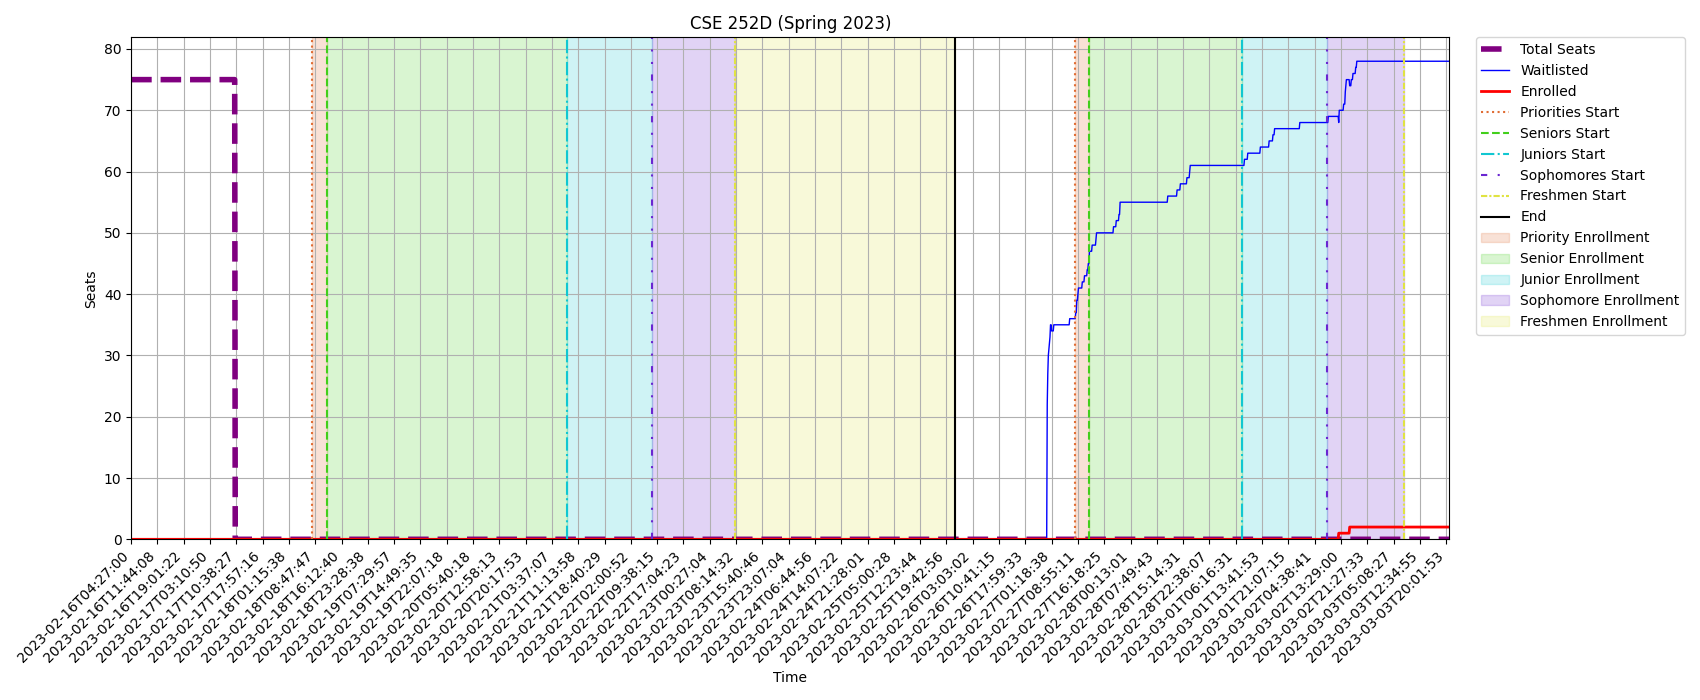 CSE 252D (Spring 2023)
Seats
80
70
60
50
40
30
20
10
0
2023-02-16T04:27:00
2023-02-16T11:44:08
2023-02-16T19:01:22
2023-02-17T03:10:50
2023-02-17T10:38:27
2023-02-17T17:57:16
2023-02-18T01:15:38
2023-02-18T08:47:47
2023-02-18T16:12:40
2023-02-18T23:28:38
2023-02-19T07:29:57
2023-02-19T14:49:35
2023-02-19T22:07:18
2023-02-20T05:40:18
2023-02-20T12:58:13
2023-02-20T20:17:53
2023-02-21T03:37:07
2023-02-21T11:13:58
2023-02-21T18:40:29
2023-02-22T02:00:52
2023-02-22T09:38:15
2023-02-22T17:04:23
2023-02-23T00:27:04
2023-02-23T08:14:32
2023-02-23T15:40:46
2023-02-23T23:07:04
2023-02-24T06:44:56
2023-02-24T14:07:22
2023-02-24T21:28:01
2023-02-25T05:00:28
2023-02-25T12:23:44
2023-02-25T19:42:56
2023-02-26T03:03:02
2023-02-26T10:41:15
2023-02-26T17:59:33
2023-02-27T01:18:38
2023-02-27T08:55:11
2023-02-27T16:18:25
2023-02-28T00:13:01
2023-02-28T07:49:43
2023-02-28T15:14:31
2023-02-28T22:38:07
2023-03-01T06:16:31
2023-03-01T13:41:53
2023-03-01T21:07:15
2023-03-02T04:38:41
2023-03-02T13:29:00
2023-03-02T21:27:33
2023-03-03T05:08:27
2023-03-03T12:34:55
2023-03-03T20:01:53
Time
Total Seats
Waitlisted
Enrolled
Priorities Start
Seniors Start
Juniors Start
Sophomores Start
Freshmen Start
End
Priority Enrollment
Senior Enrollment
Junior Enrollment
Sophomore Enrollment
Freshmen Enrollment